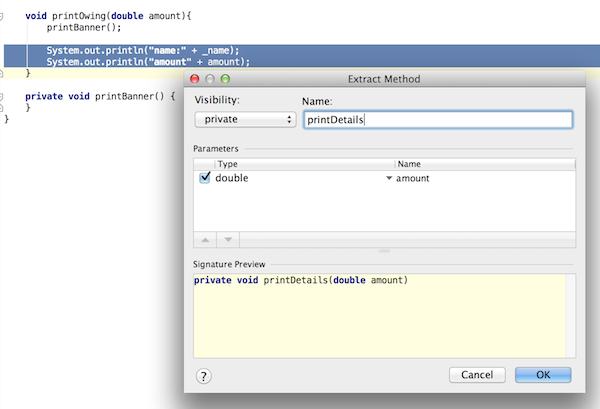 void printOwing(double amount){
printBanner();
System.out.println("name:" + _name);
System.out.println("amount" + amount);
}
private void printBanner() {
}
}
Extract Method
Visibility:
Name:
private
printDetails
Parameters
Type
Name
double
amount
Signature Preview
private void printDetails(double amount)
?
Cancel
OK